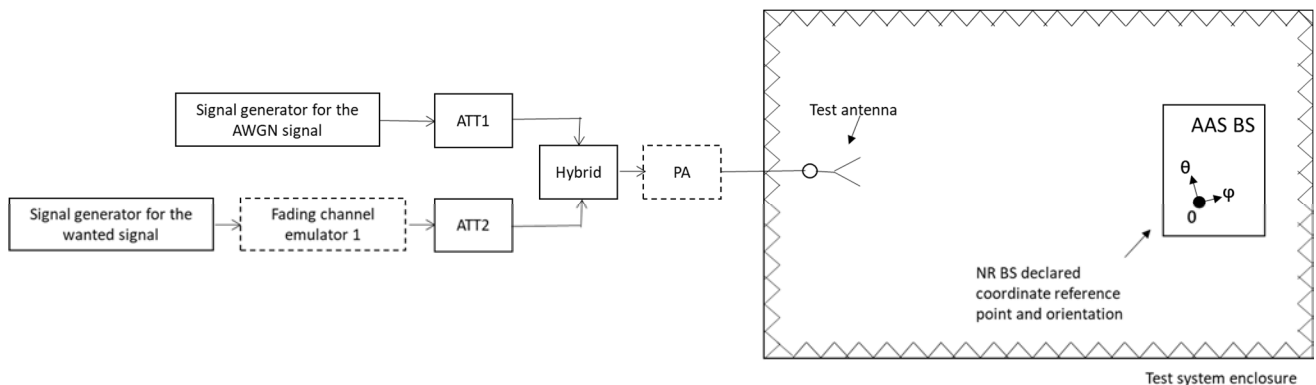 Signal generator for the
AWGN signal
ATT1
Hybrid
PA
Signal generator for the
wanted signal
Fading channel
emulator 1
ATT2
Test antenna
AAS BS
θ
φ
0
NR BS declared
coordinate reference
point and orientation
Test system enclosure